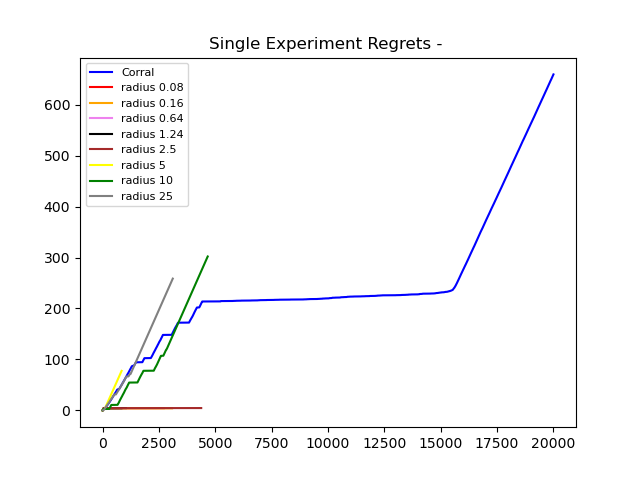 Single Experiment Regrets -
Corral
radius 0.08
radius 0.16
radius 0.64
radius 1.24
radius 2.5
radius 5
radius 10
radius 25
600
500
400
300
200
100
0
0 2500 5000 7500 10000 12500 15000 17500 20000